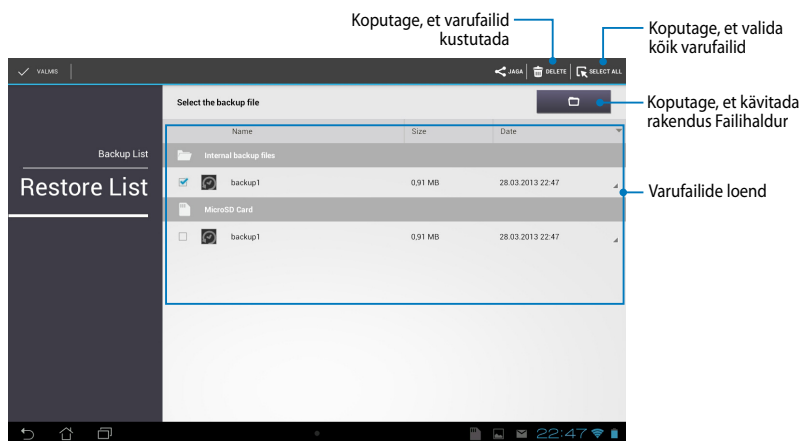 Koputage, et varufailid
kustutada
Koputage, et valida
kõik varufailid
VALMIS
JAGA
DELETE
SELECT ALL
Select the backup file
Koputage, et kävitada
rakendus Failihaldur
Name Size Date
Backup List
Internal backup files
Restore List
backup1 0,91 MB 28.03.2013 22:47
Varufailide loend
MicroSD Card
backup1 0,91 MB 28.03.2013 22:47
22:47